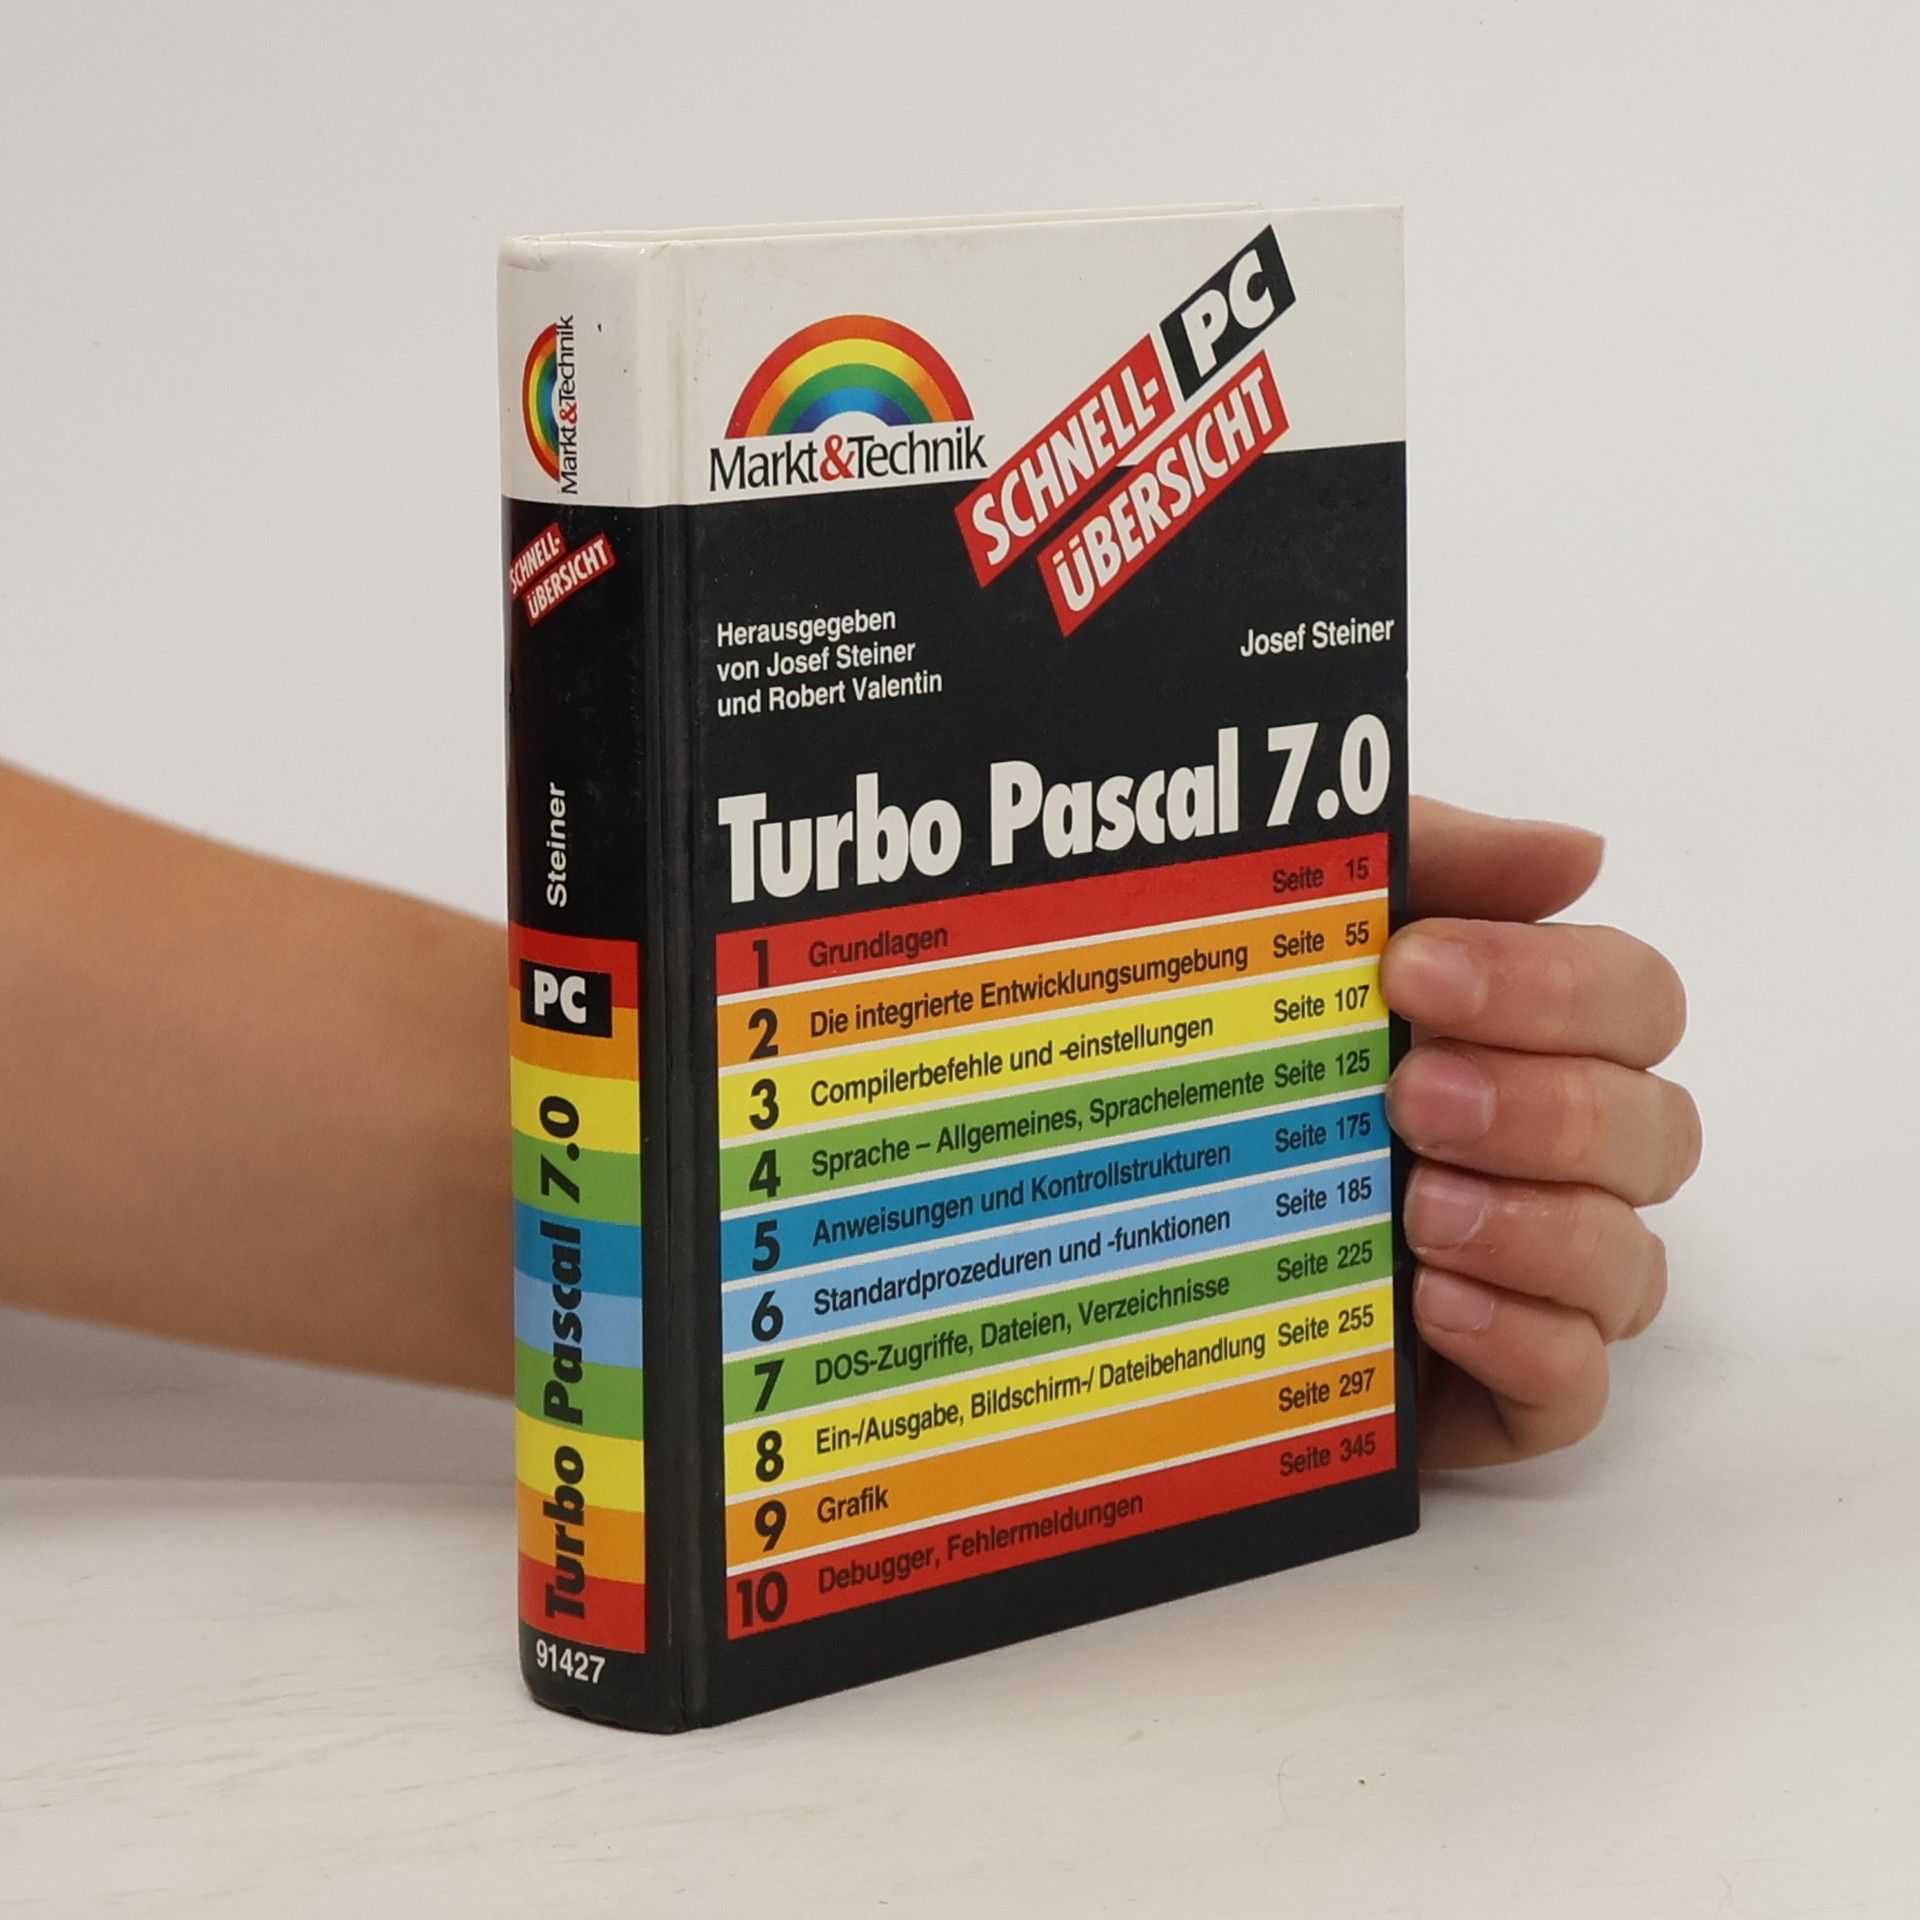 Markt&Technik
SCHNELL-
ÜBERSICHT
Steiner
PC
Turbo Pascal 7.0
91427
Markt&Technik
SCHNELL- PC
ÜBERSICHT
Herausgegeben
von Josef Steiner
und Robert Valentin
Josef Steiner
Turbo Pascal 7.0
1 Grundlagen Seite 15
2 Die integrierte Entwicklungsumgebung Seite 55
3 Compilerbefehle und -einstellungen Seite 107
4 Sprache – Allgemeines, Sprachelemente Seite 125
5 Anweisungen und Kontrollstrukturen Seite 175
6 Standardprozeduren und -funktionen Seite 185
7 DOS-Zugriffe, Dateien, Verzeichnisse Seite 225
8 Ein-/Ausgabe, Bildschirm-/ Dateibehandlung Seite 255
9 Grafik Seite 297
10 Debugger, Fehlermeldungen Seite 345